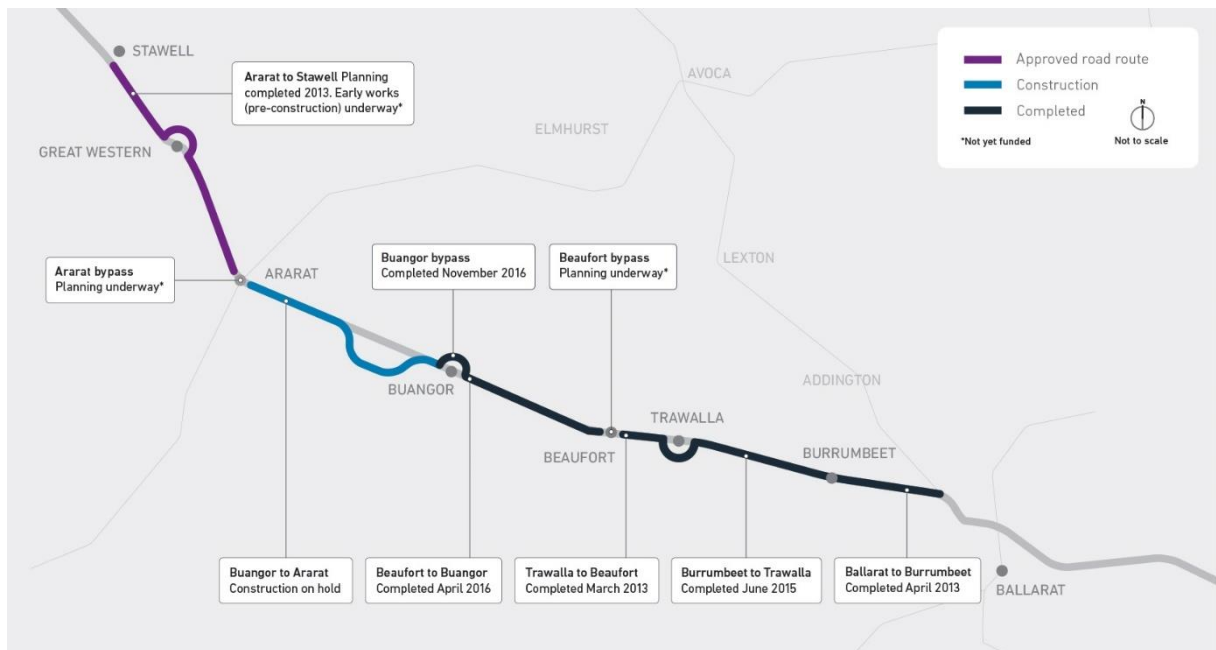 STAWELL
Ararat to Stawell Planning
completed 2013. Early works
(pre-construction) underway*
AVOCA
Approved road route
Construction
Completed
N
*Not yet funded
Not to scale
ELMHURST
GREAT WESTERN
Ararat bypass
Planning underway*
ARARAT
Buangor bypass
Completed November 2016
Beaufort bypass
Planning underway*
LEXTON
BUANGOR
ADDINGTON
TRAWALLA
BEAUFORT
BURRUMBEET
Buangor to Ararat
Construction on hold
Beaufort to Buangor
Completed April 2016
Trawalla to Beaufort
Completed March 2013
Burrumbeet to Trawalla
Completed June 2015
Ballarat to Burrumbeet
Completed April 2013
BALLARAT